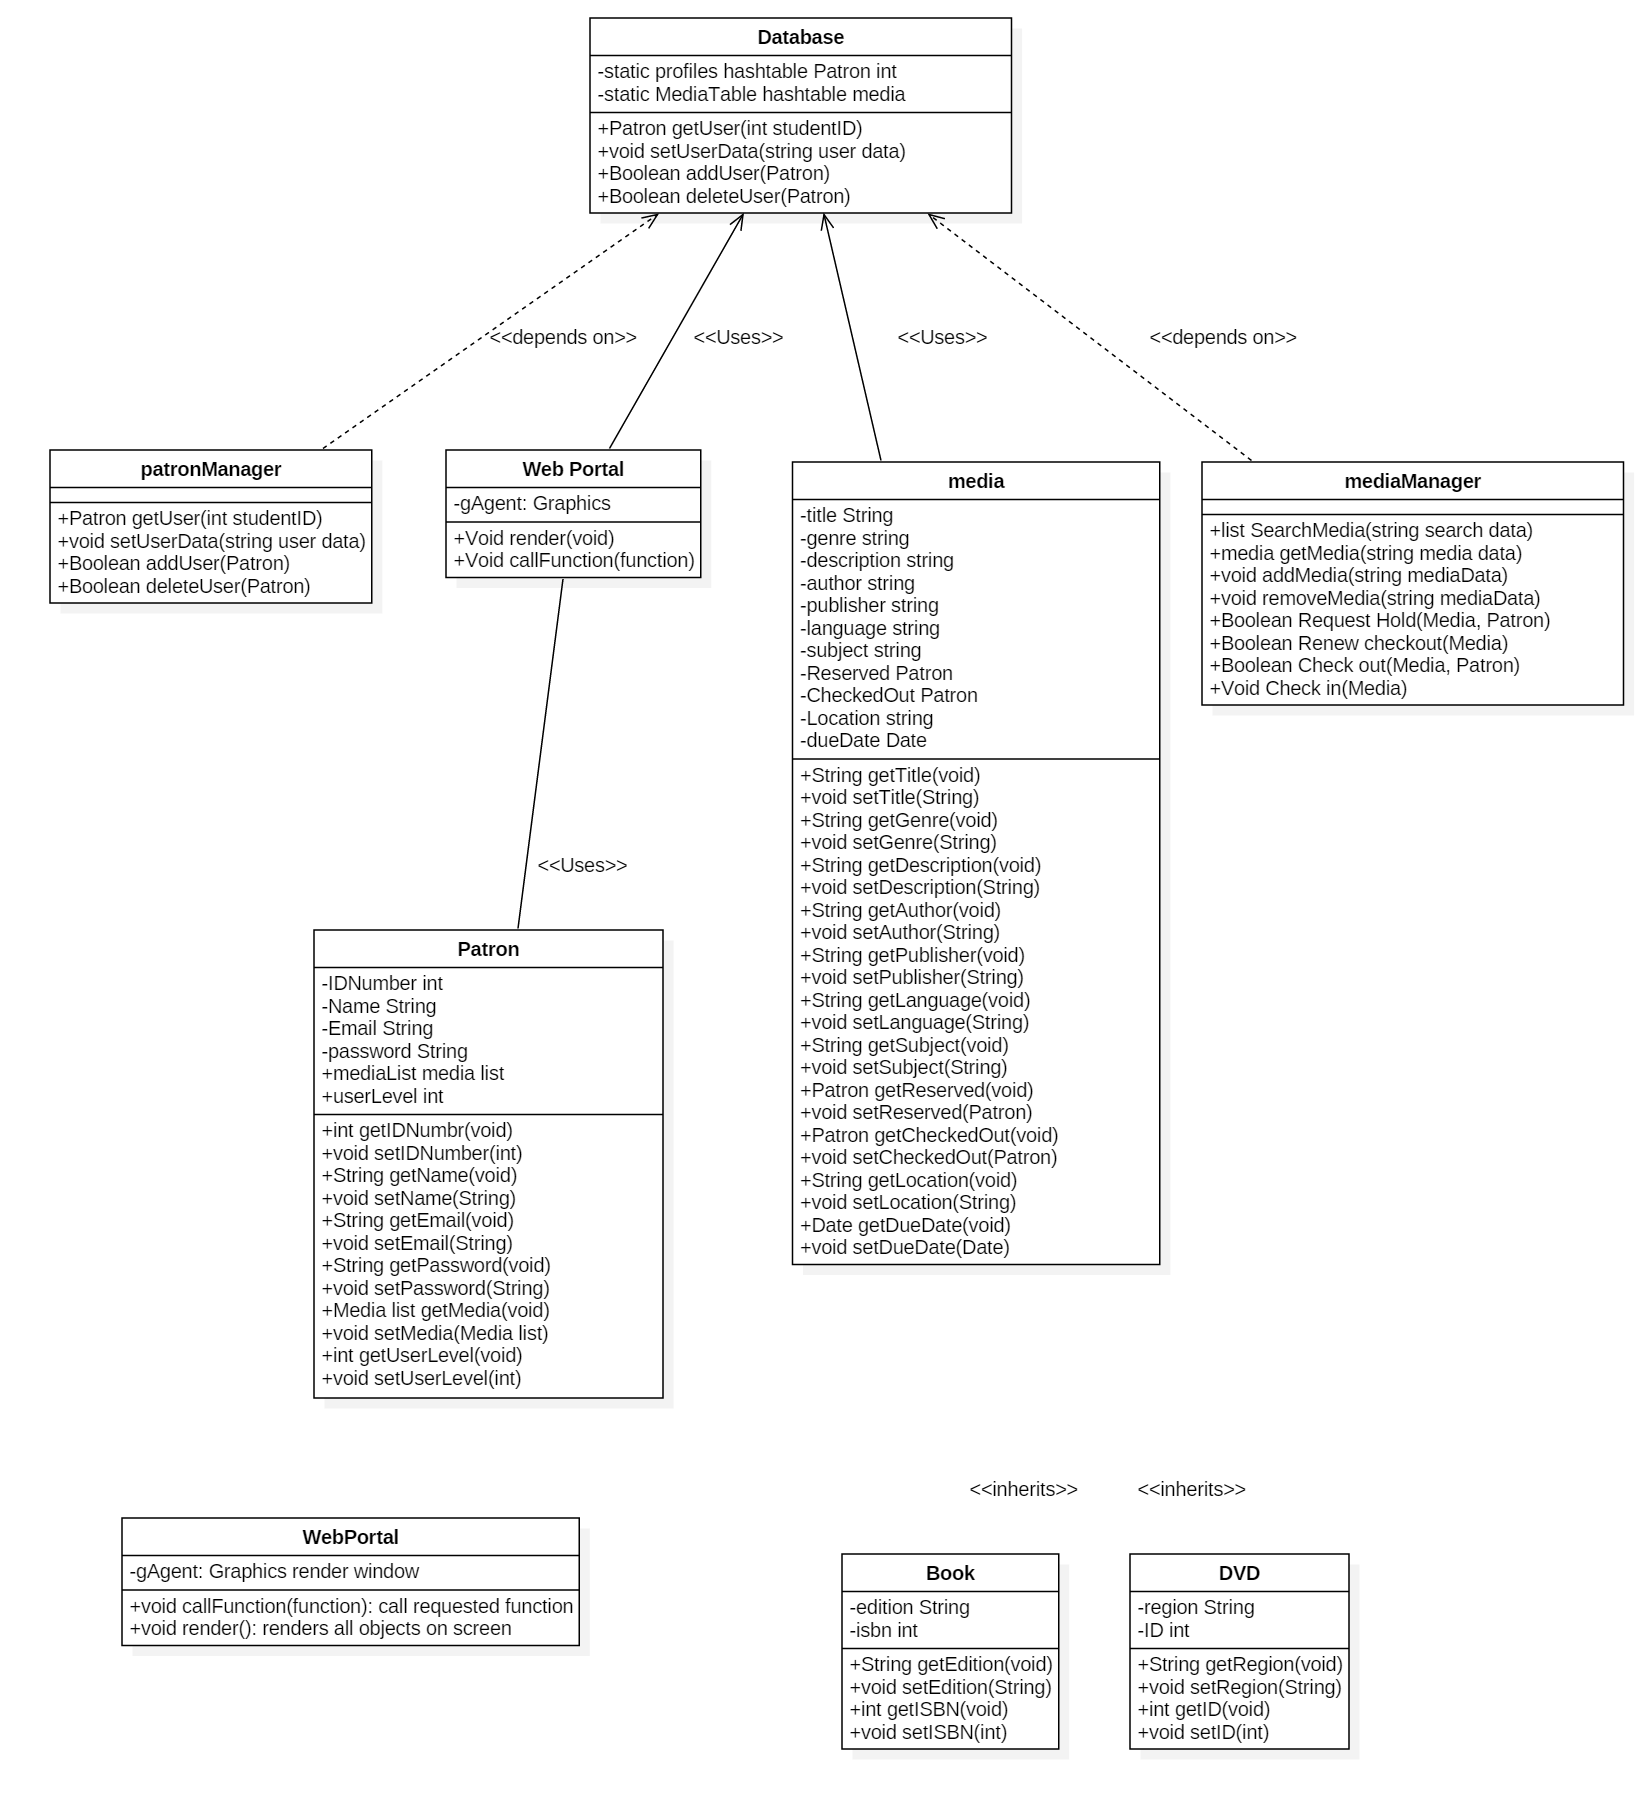 Database
-static profiles hashtable Patron int
-static MediaTable hashtable media
+Patron getUser(int studentID)
+void setUserData(string user data)
+Boolean addUser(Patron)
+Boolean deleteUser(Patron)
<<depends on>>
<<Uses>>
<<Uses>>
<<depends on>>
patronManager
+Patron getUser(int studentID)
+void setUserData(string user data)
+Boolean addUser(Patron)
+Boolean deleteUser(Patron)
Web Portal
-gAgent: Graphics
+Void render(void)
+Void callFunction(function)
media
-title String
-genre string
-description string
-author string
-publisher string
-language string
-subject string
-Reserved Patron
-CheckedOut Patron
-Location string
-dueDate Date
+String getTitle(void)
+void setTitle(String)
+String getGenre(void)
+void setGenre(String)
+String getDescription(void)
+void setDescription(String)
+String getAuthor(void)
+void setAuthor(String)
+String getPublisher(void)
+void setPublisher(String)
+String getLanguage(void)
+void setLanguage(String)
+String getSubject(void)
+void setSubject(String)
+Patron getReserved(void)
+void setReserved(Patron)
+Patron getCheckedOut(void)
+void setCheckedOut(Patron)
+String getLocation(void)
+void setLocation(String)
+Date getDueDate(void)
+void setDueDate(Date)
mediaManager
+list SearchMedia(string search data)
+media getMedia(string media data)
+void addMedia(string mediaData)
+void removeMedia(string mediaData)
+Boolean Request Hold(Media, Patron)
+Boolean Renew checkout(Media)
+Boolean Check out(Media, Patron)
+Void Check in(Media)
<<Uses>>
Patron
-IDNumber int
-Name String
-Email String
-password String
+mediaList media list
+userLevel int
+int getIDNumbr(void)
+void setIDNumber(int)
+String getName(void)
+void setName(String)
+String getEmail(void)
+void setEmail(String)
+String getPassword(void)
+void setPassword(String)
+Media list getMedia(void)
+void setMedia(Media list)
+int getUserLevel(void)
+void setUserLevel(int)
<<inherits>>
<<inherits>>
WebPortal
-gAgent: Graphics render window
+void callFunction(function): call requested function
+void render(): renders all objects on screen
Book
-edition String
-isbn int
+String getEdition(void)
+void setEdition(String)
+int getISBN(void)
+void setISBN(int)
DVD
-region String
-ID int
+String getRegion(void)
+void setRegion(String)
+int getID(void)
+void setID(int)